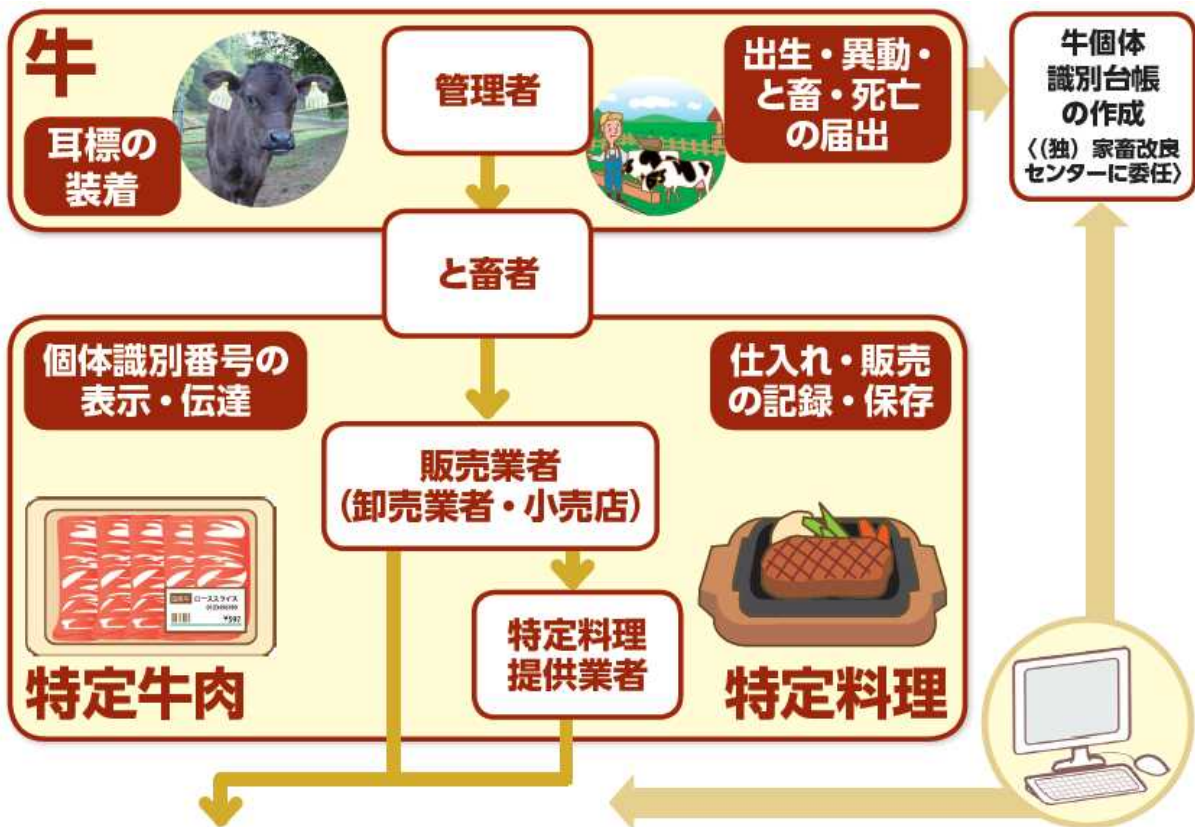 牛
耳標の
装着
管理者
出生・異動・
と畜・死亡
の届出
牛個体
識別台帳
の作成
〈(独) 家畜改良
センターに委任〉
と畜者
個体識別番号の
表示・伝達
仕入れ・販売
の記録・保存
販売業者
(卸売業者・小売店)
国産牛 ローススライス
¥597
特定料理
提供業者
特定牛肉
特定料理